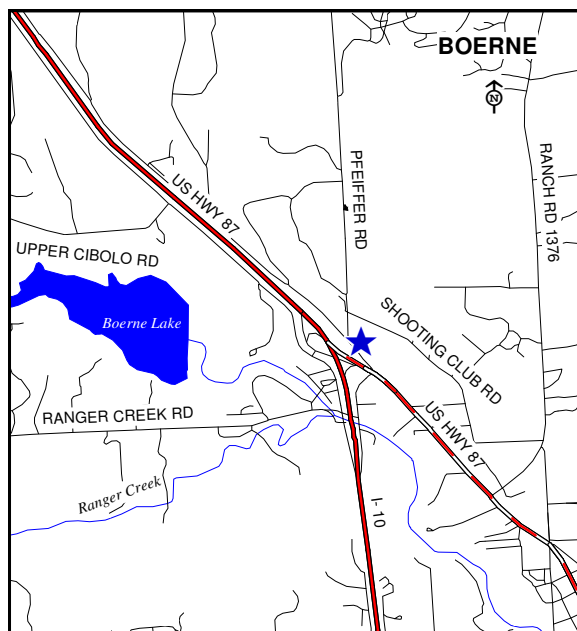 BOERNE
N
PFEIFFER RD
RANCH RD 1376
US HWY 87
UPPER CIBOLO RD
Boerne Lake
SHOOTING CLUB RD
RANGER CREEK RD
US HWY 87
Ranger Creek
I-10